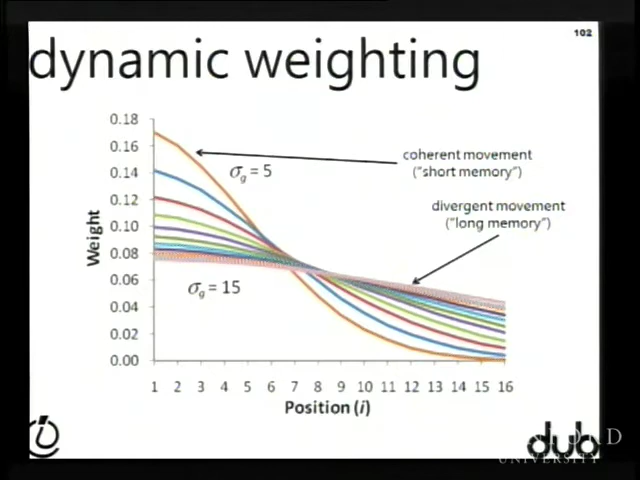 102
dynamic weighting
0.18
0.16
0.14
0.12
0.10
0.08
0.06
0.04
0.02
0.00
Weight
σg = 5
σg = 15
coherent movement
("short memory")
divergent movement
("long memory")
1 2 3 4 5 6 7 8 9 10 11 12 13 14 15 16
Position (i)
dub
UNIVERSITY